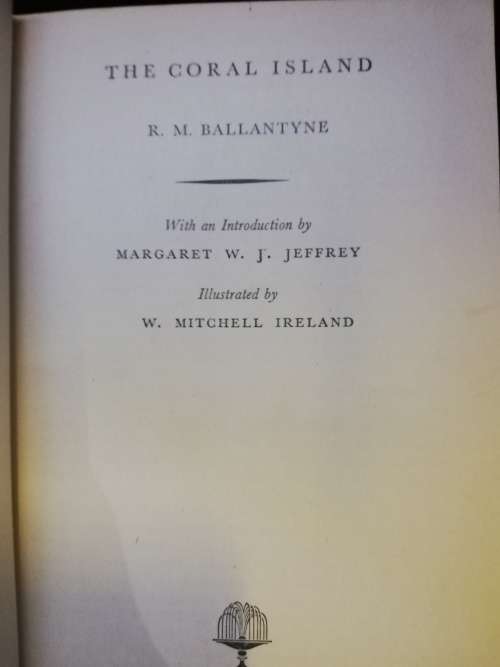 THE CORAL ISLAND
R. M. BALLANTYNE
With an Introduction by
MARGARET W. J. JEFFREY
Illustrated by
W. MITCHELL IRELAND